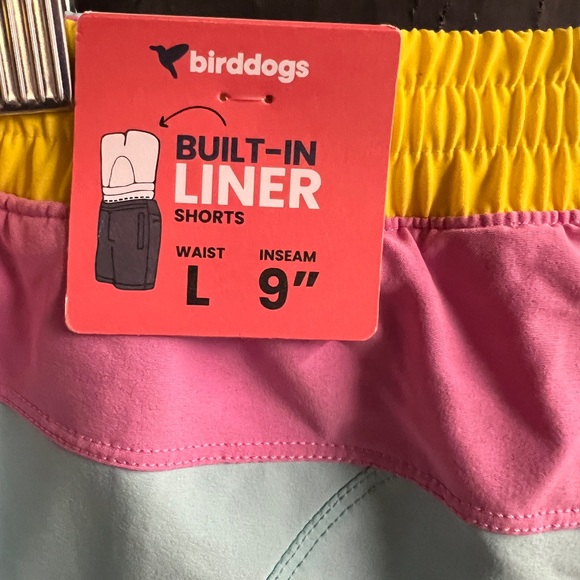 birddogs
BUILT-IN
LINER
SHORTS
WAIST INSEAM
L 9"